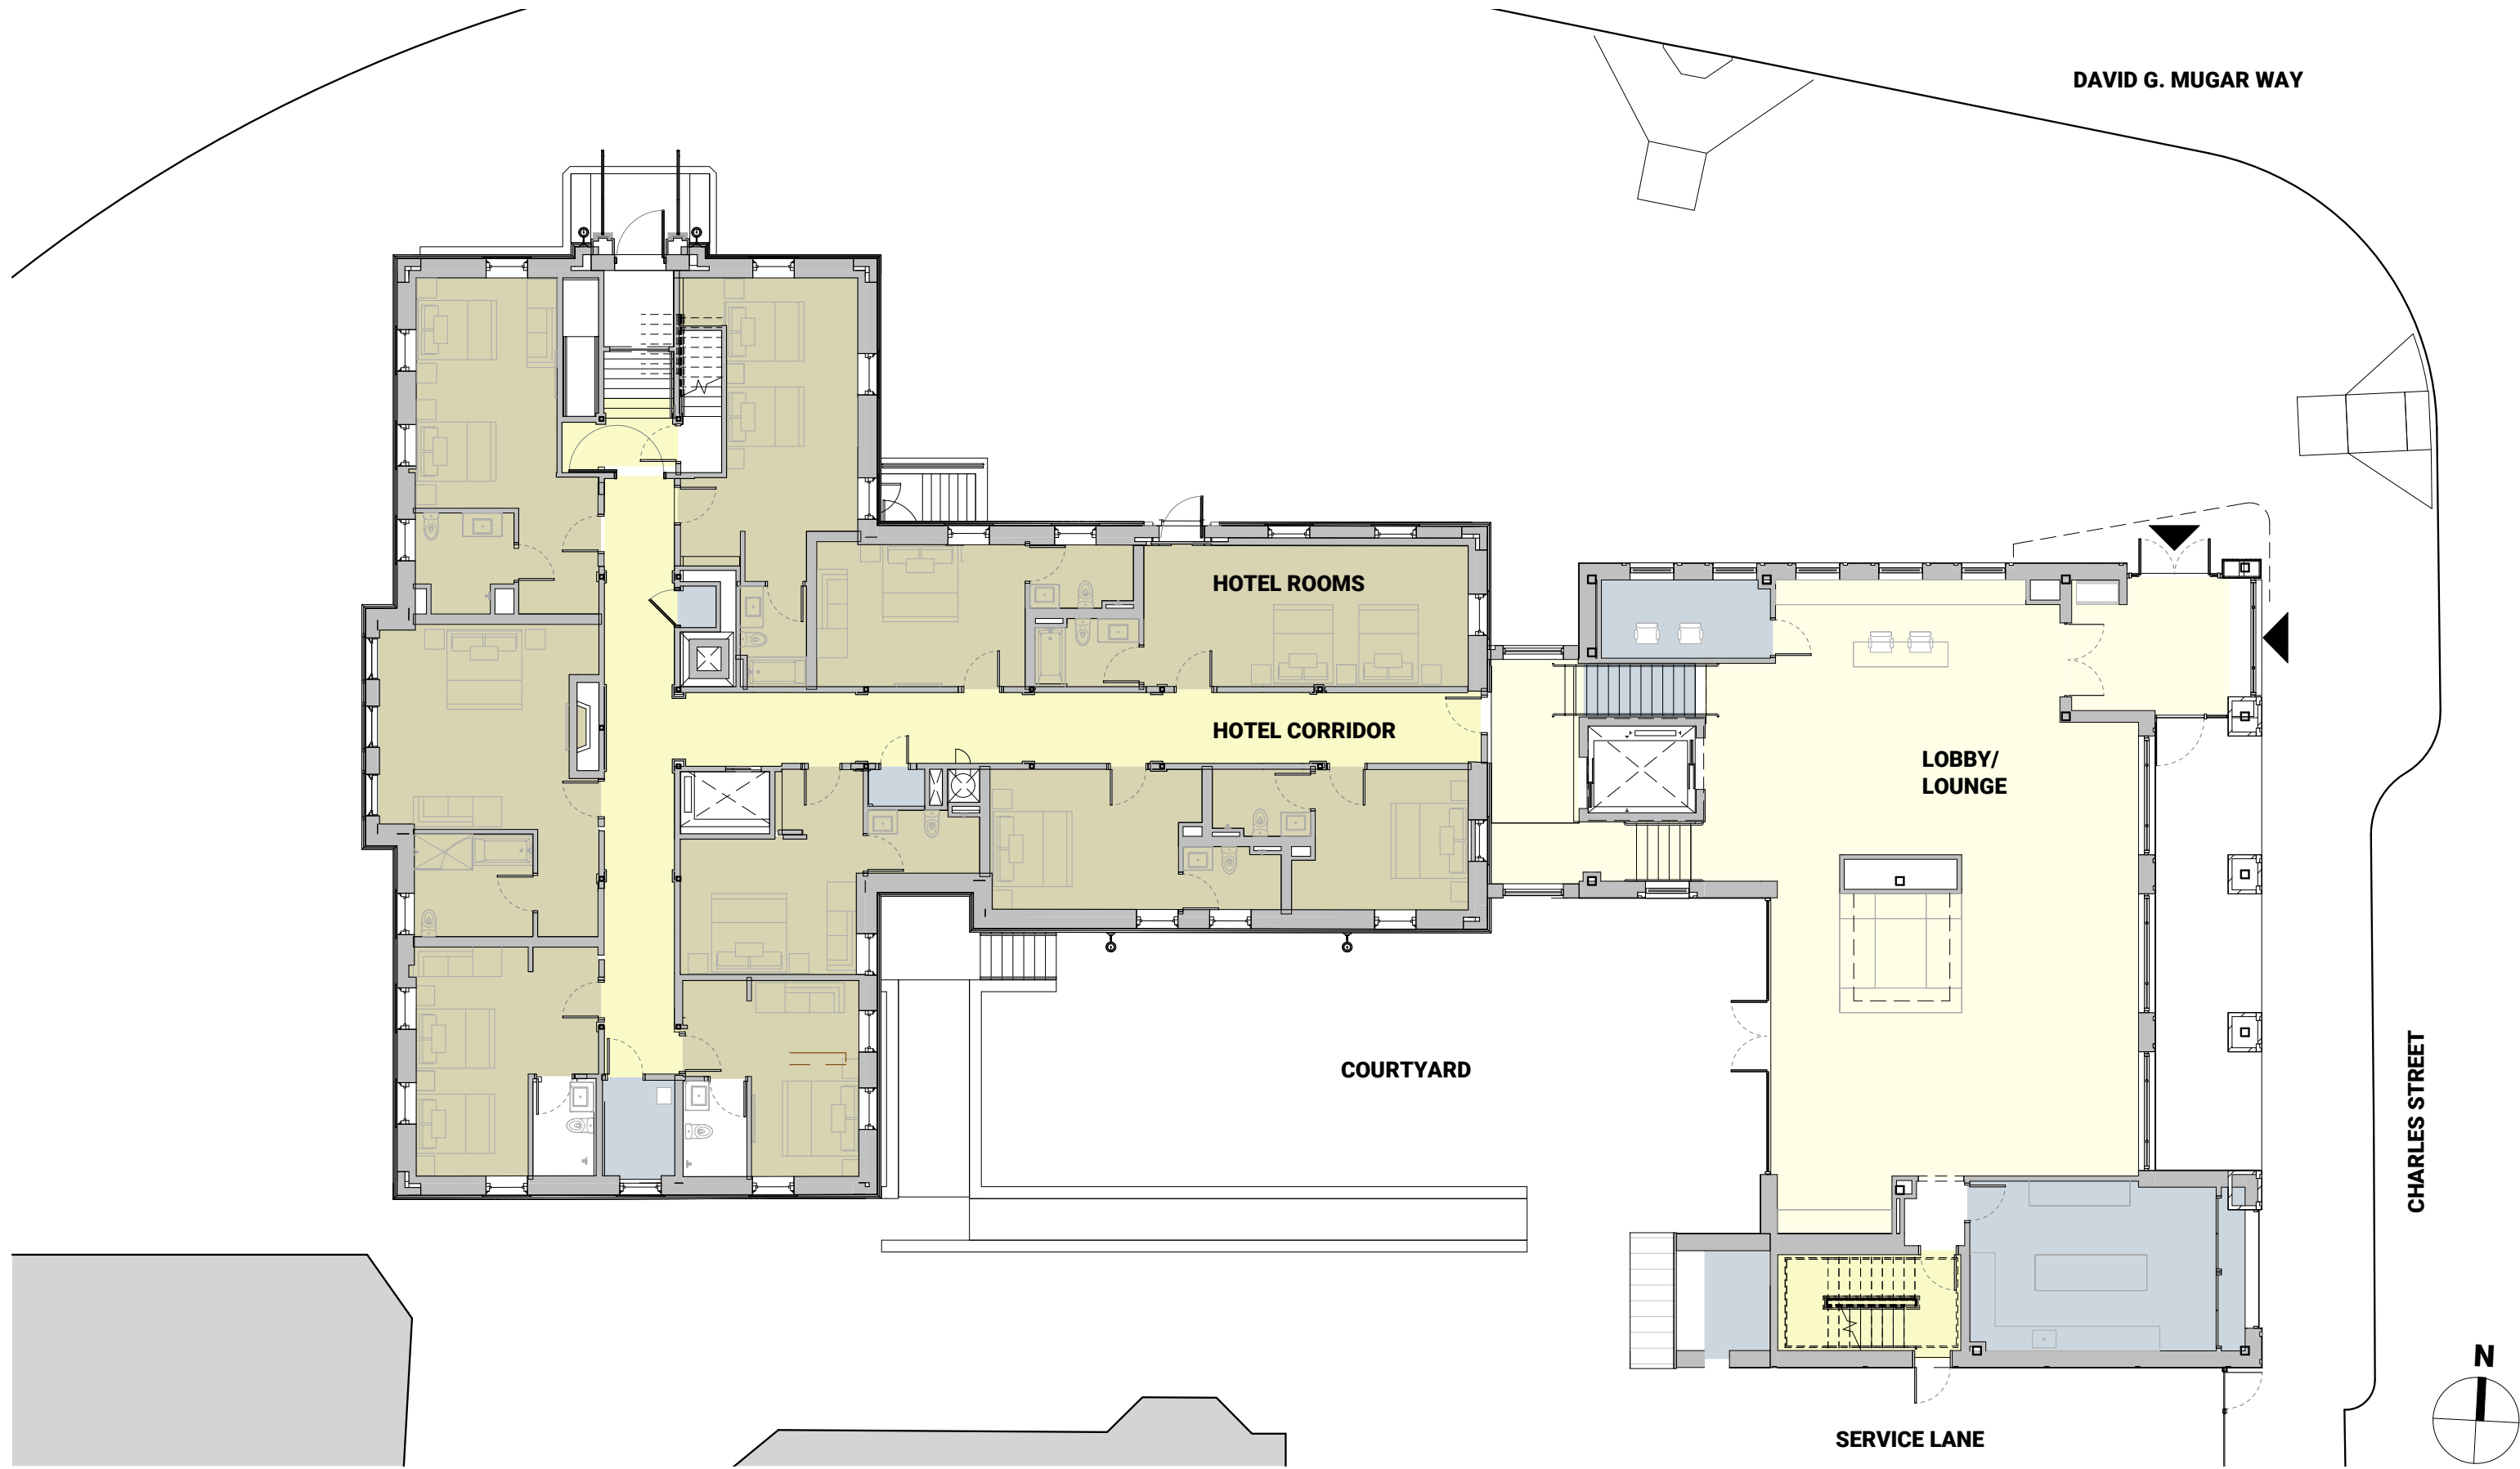 DAVID G. MUGAR WAY
HOTEL ROOMS
HOTEL CORRIDOR
LOBBY/
LOUNGE
COURTYARD
CHARLES STREET
N
SERVICE LANE